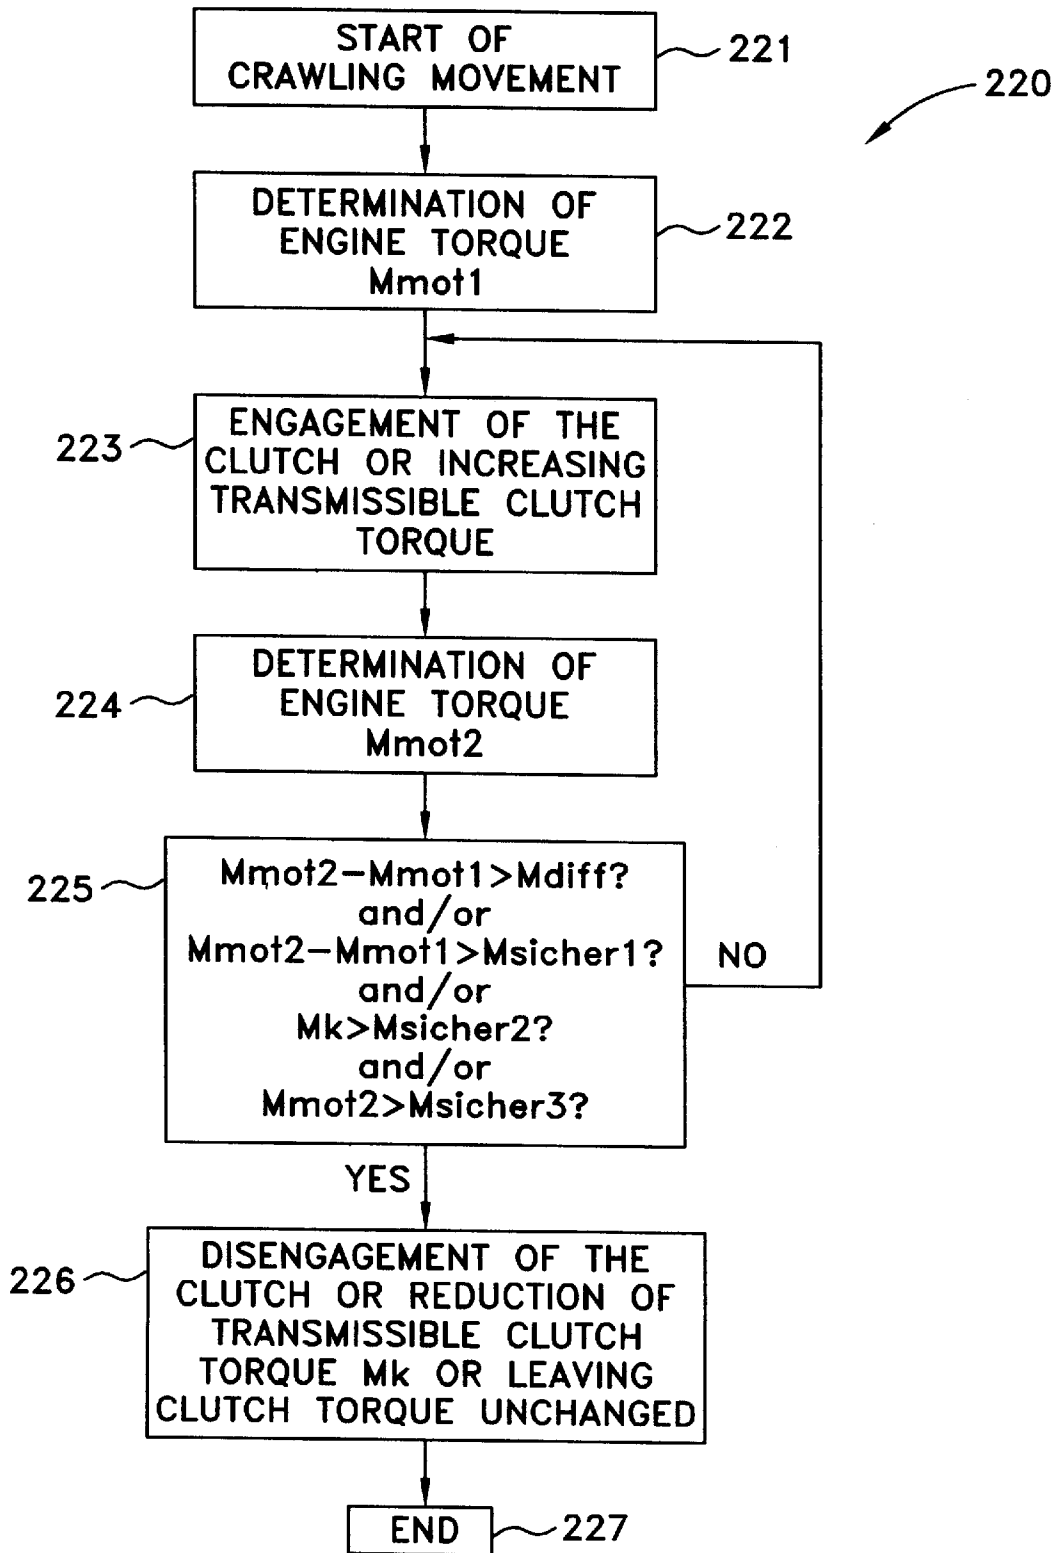 START OF
CRAWLING MOVEMENT
221
220
DETERMINATION OF
ENGINE TORQUE
Mmot1
222
ENGAGEMENT OF THE
CLUTCH OR INCREASING
TRANSMISSIBLE CLUTCH
TORQUE
223
DETERMINATION OF
ENGINE TORQUE
Mmot2
224
Mmot2-Mmot1>Mdiff?
and/or
Mmot2-Mmot1>Msicher1?
and/or
Mk>Msicher2?
and/or
Mmot2>Msicher3?
225
NO
YES
DISENGAGEMENT OF THE
CLUTCH OR REDUCTION OF
TRANSMISSIBLE CLUTCH
TORQUE Mk OR LEAVING
CLUTCH TORQUE UNCHANGED
226
END
227